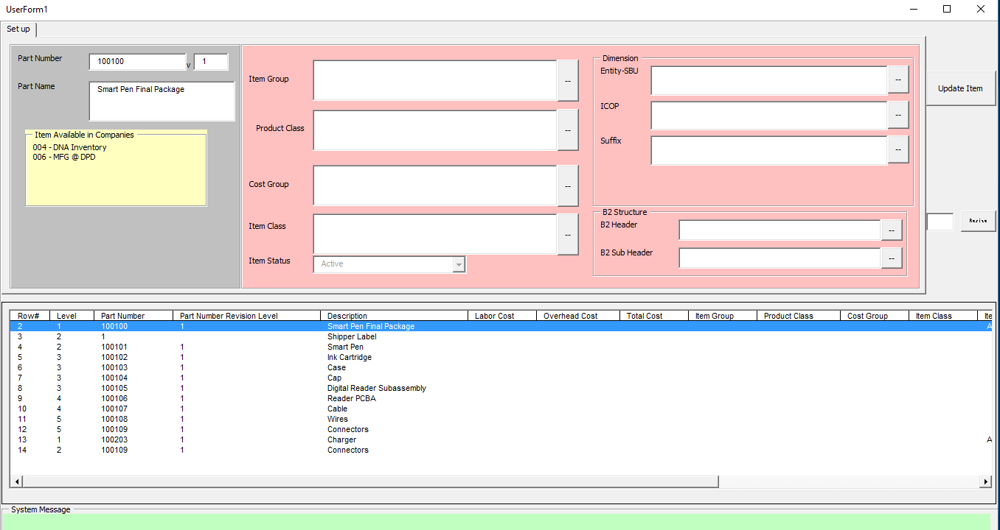 UserForm1
Set up
Part Number 100100 v 1
Part Name Smart Pen Final Package
Item Available in Companies
004 - DNA Inventory
006 - MFG @ DPD
Item Group --
Product Class --
Cost Group --
Item Class --
Item Status Active
Dimension
Entity-SBU --
ICOP --
Suffix --
B2 Structure
B2 Header --
B2 Sub Header --
Update Item
Row# Level Part Number Part Number Revision Level Description Labor Cost Overhead Cost Total Cost Item Group Product Class Cost Group Item Class Ite
2 1 100100 1 Smart Pen Final Package A
3 2 1 Shipper Label
4 2 100101 1 Smart Pen
5 3 100102 1 Ink Cartridge
6 3 100103 1 Case
7 3 100104 1 Cap
8 3 100105 1 Digital Reader Subassembly
9 4 100106 1 Reader PCBA
10 4 100107 1 Cable
11 5 100108 1 Wires
12 5 100109 1 Connectors
13 1 100203 1 Charger A
14 2 100109 1 Connectors
System Message